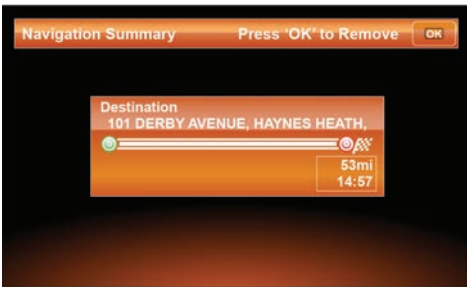 Navigation Summary Press 'OK' to Remove OK
Destination
101 DERBY AVENUE, HAYNES HEATH,
53mi
14:57